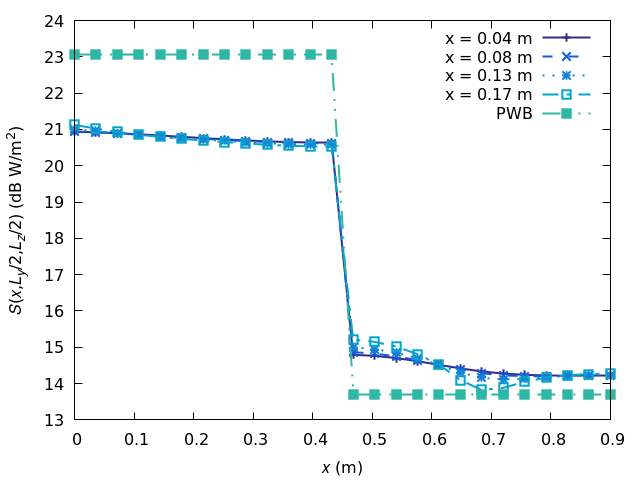 24
23
22
21
20
19
18
17
16
15
14
13
0 0.1 0.2 0.3 0.4 0.5 0.6 0.7 0.8 0.9
x (m)
S(x,Ly/2,Lz/2) (dB W/m2)
x = 0.04 m
x = 0.08 m
x = 0.13 m
x = 0.17 m
PWB